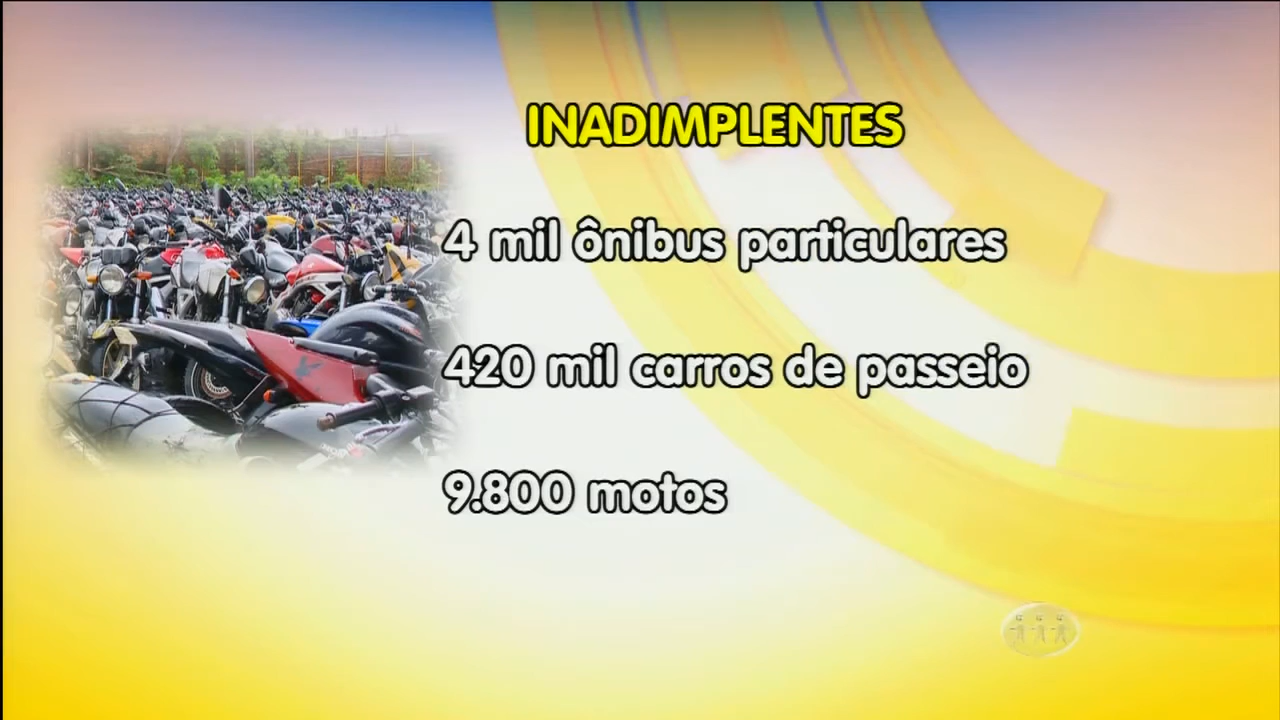 INADIMPLENTES
4 mil ônibus particulares
420 mil carros de passeio
9.800 motos